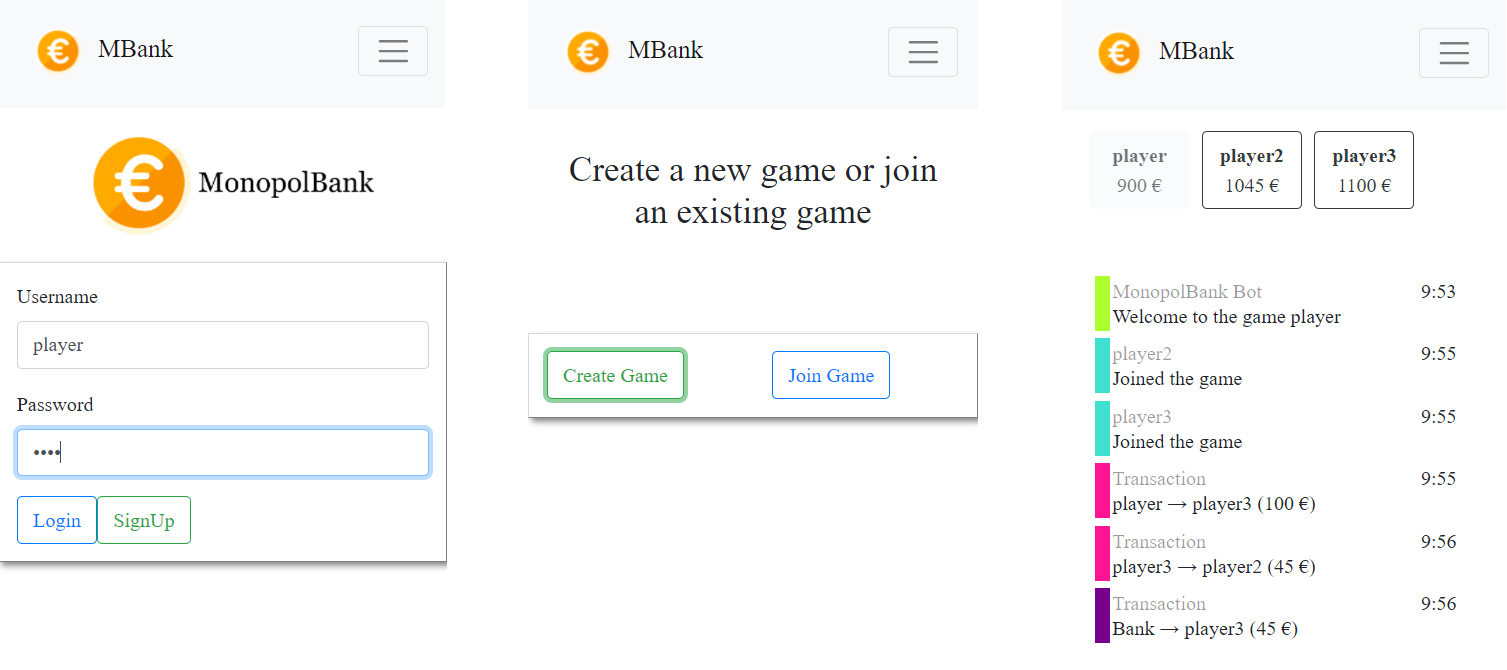 MBank
MonopolBank
Username
player
Password
Login SignUp
MBank
Create a new game or join
an existing game
Create Game Join Game
MBank
player player2 player3
900 € 1045 € 1100 €
MonopolBank Bot 9:53
Welcome to the game player
player2 9:55
Joined the game
player3 9:55
Joined the game
Transaction 9:55
player → player3 (100 €)
Transaction 9:56
player3 → player2 (45 €)
Transaction 9:56
Bank → player3 (45 €)